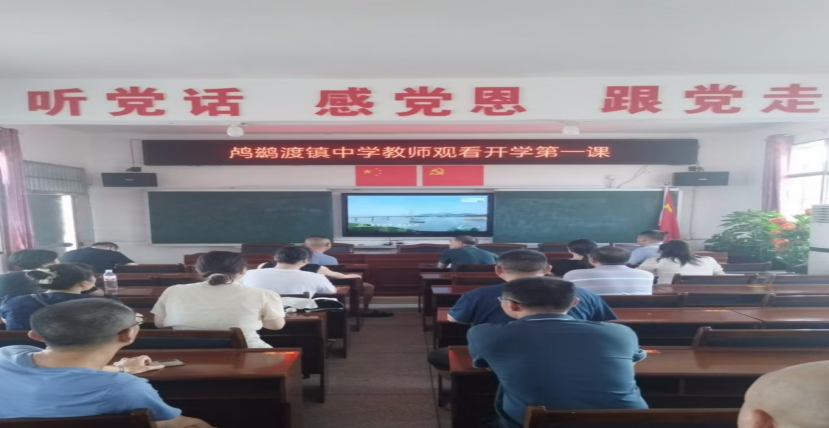 听党话 感党恩 跟党走
鸬鹚渡镇中学教师观看开学第一课